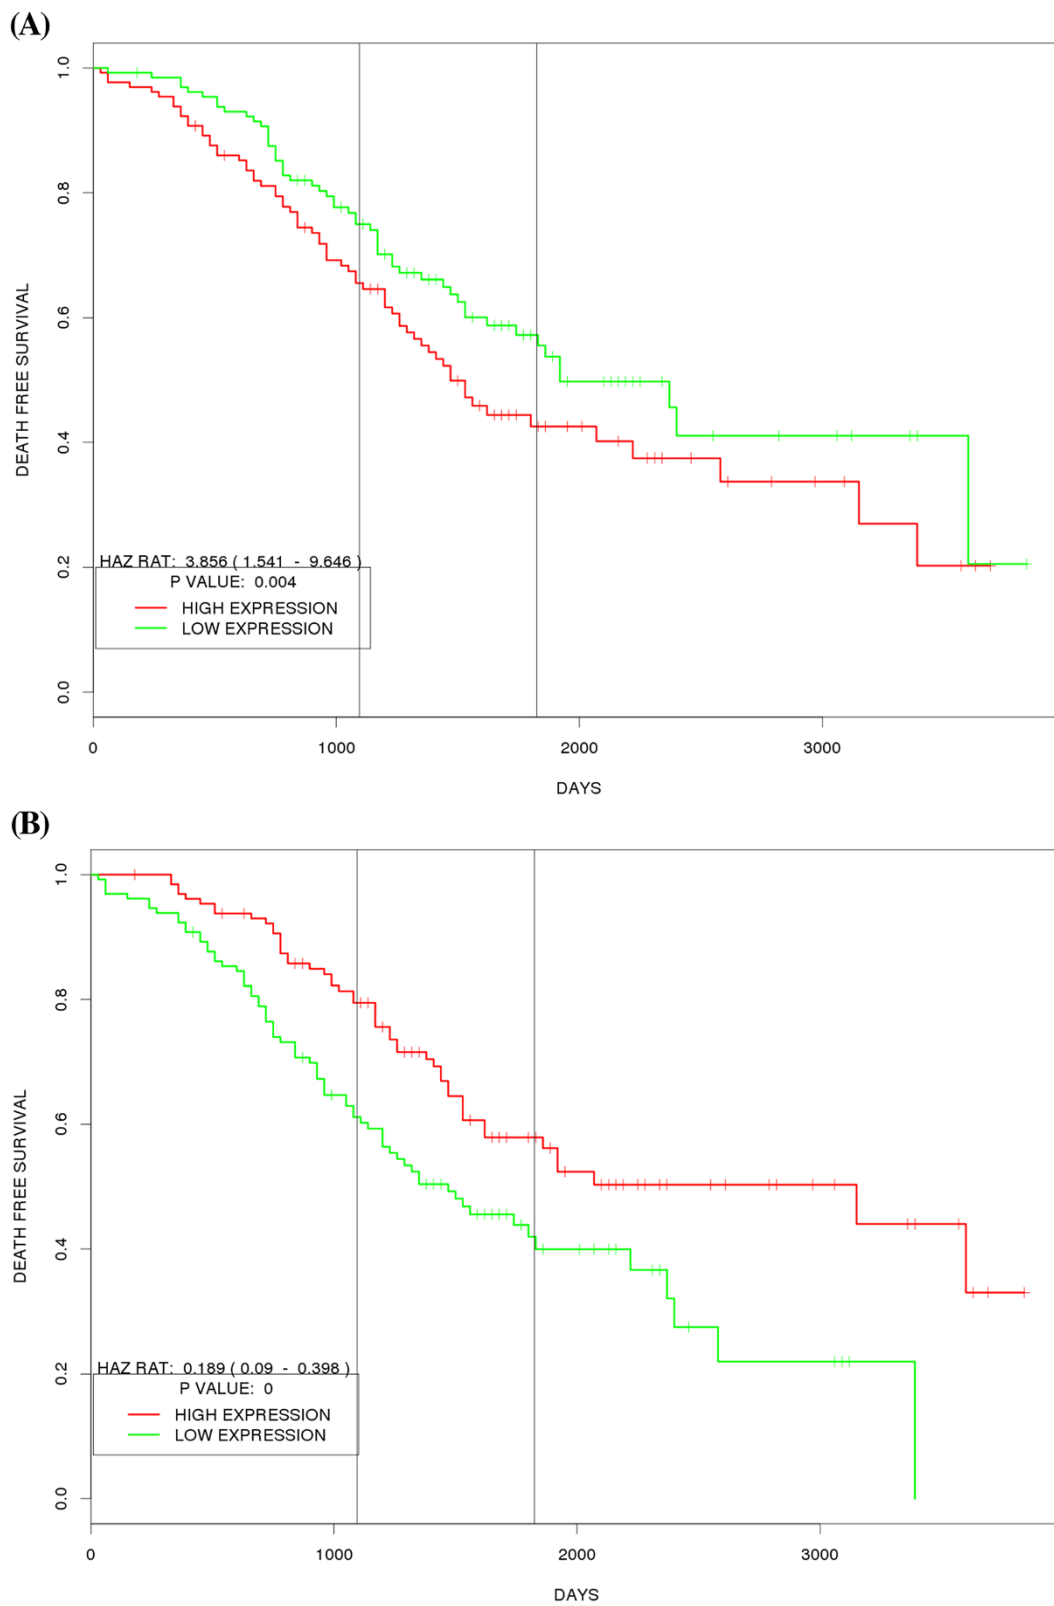 (A)
1.0
0.8
0.6
0.4
0.2
0.0
DEATH FREE SURVIVAL
HAZ RAT: 3.856 ( 1.541 - 9.646 )
P VALUE: 0.004
HIGH EXPRESSION
LOW EXPRESSION
0 1000 2000 3000
DAYS
(B)
1.0
0.8
0.6
0.4
0.2
0.0
DEATH FREE SURVIVAL
HAZ RAT: 0.189 ( 0.09 - 0.398 )
P VALUE: 0
HIGH EXPRESSION
LOW EXPRESSION
0 1000 2000 3000
DAYS